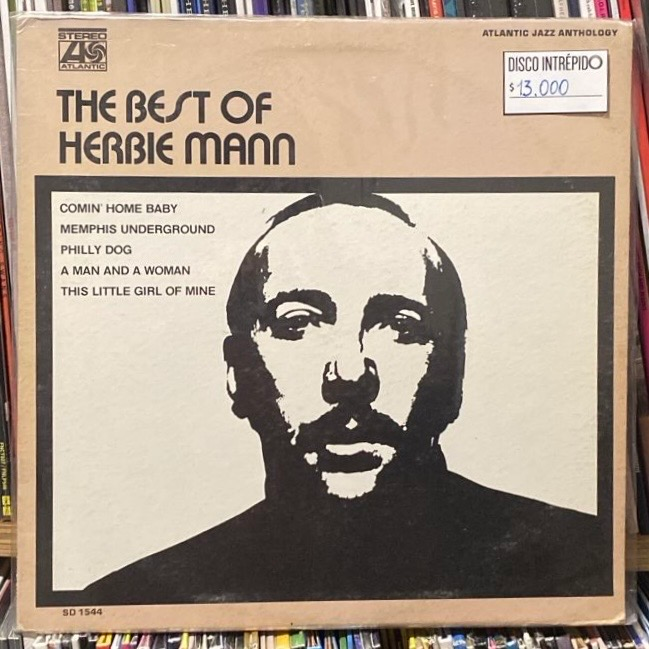 STEREO
ATLANTIC
ATLANTIC JAZZ ANTHOLOGY
DISCO INTRÉPIDO
$13.000
THE BEST OF
HERBIE MANN
COMIN' HOME BABY
MEMPHIS UNDERGROUND
PHILLY DOG
A MAN AND A WOMAN
THIS LITTLE GIRL OF MINE
SD 1544